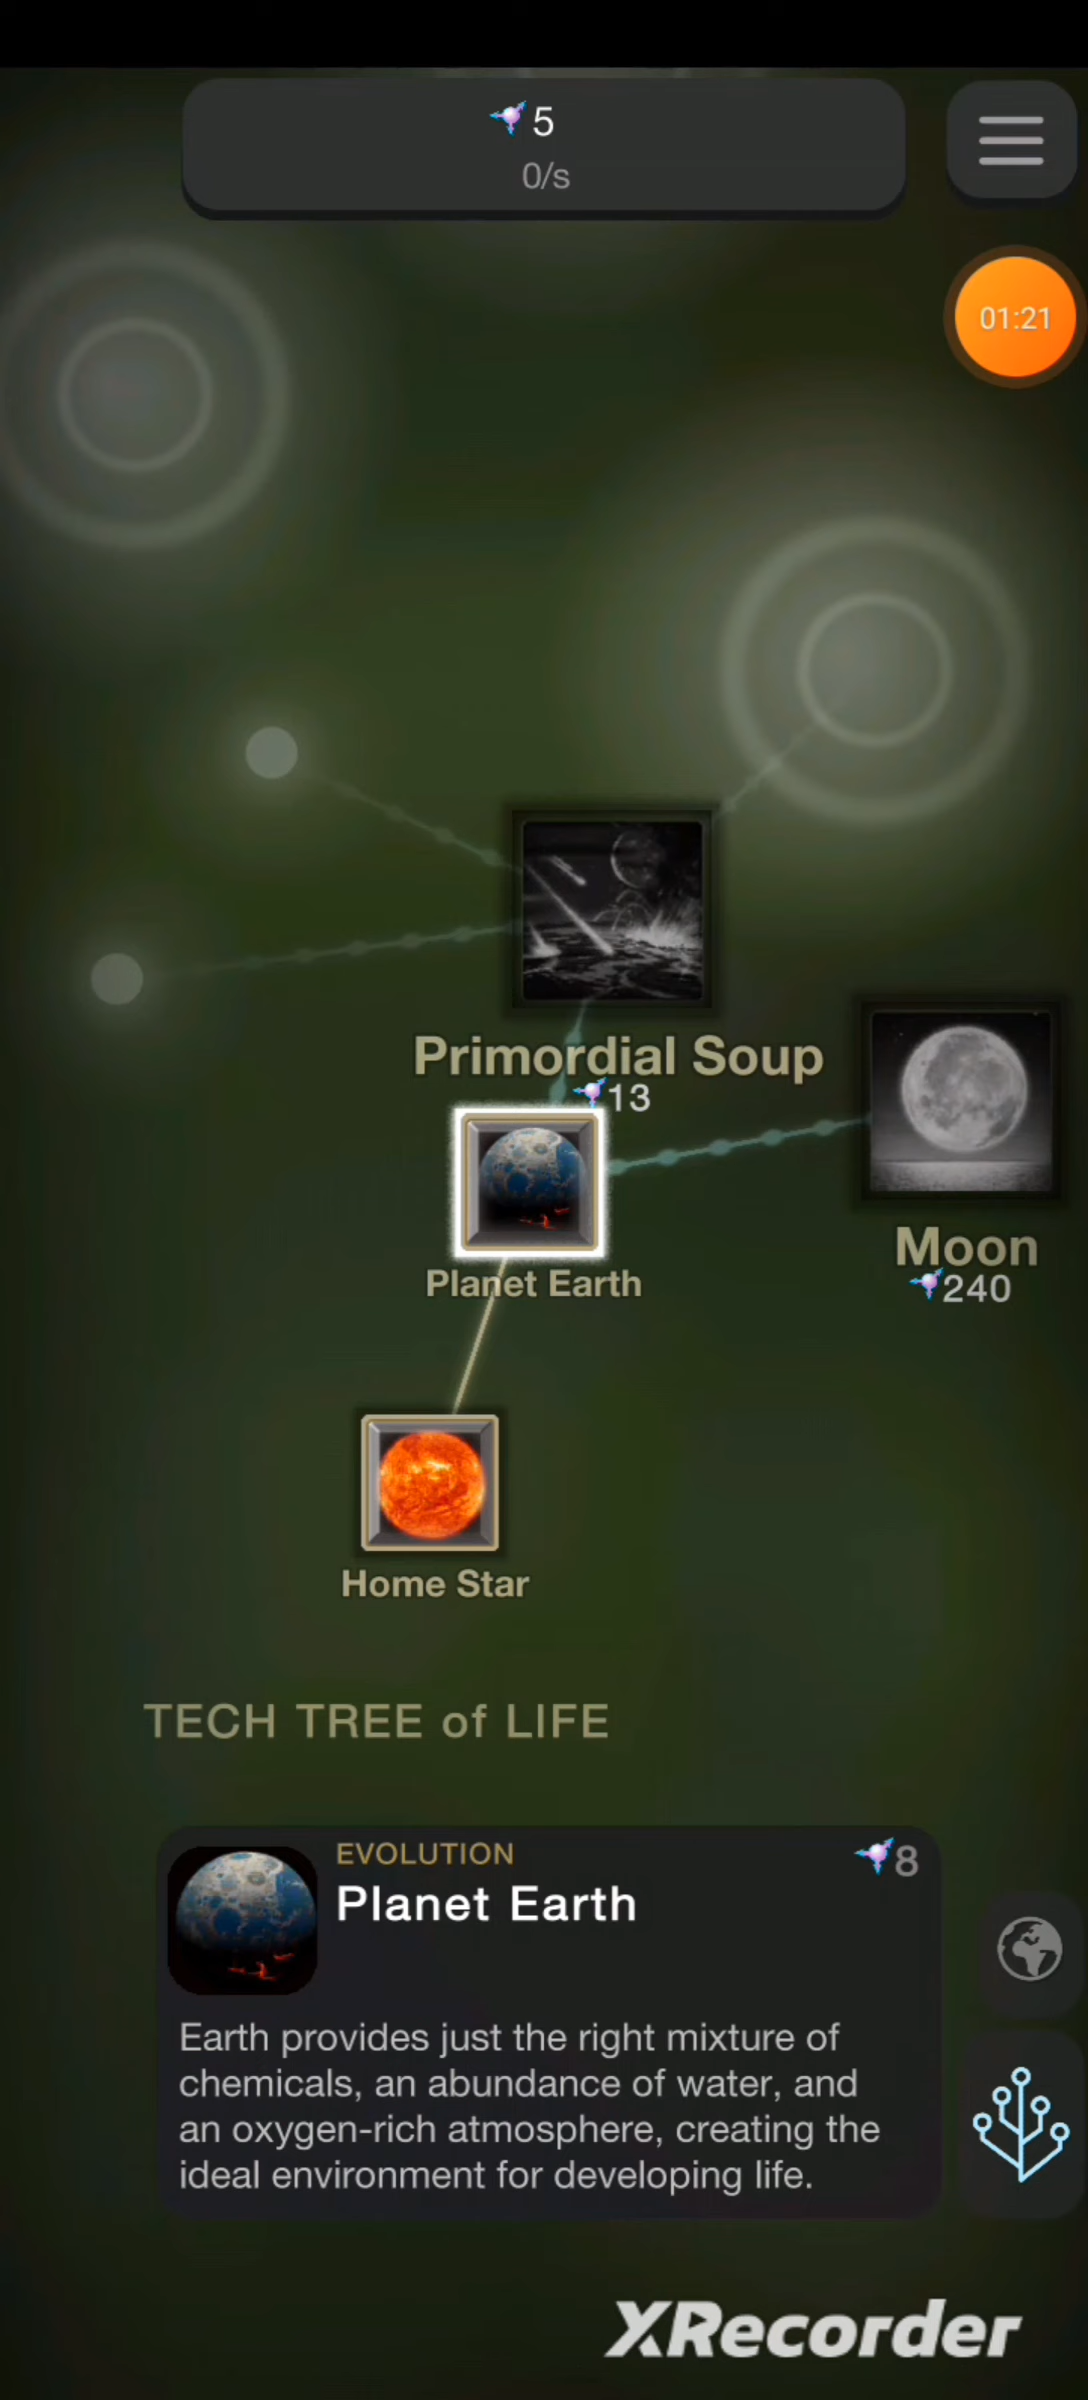 5
0/s
01:21
Primordial Soup
13
Moon
240
Planet Earth
Home Star
TECH TREE of LIFE
EVOLUTION
8
Planet Earth
Earth provides just the right mixture of
chemicals, an abundance of water, and
an oxygen-rich atmosphere, creating the
ideal environment for developing life.
XRecorder